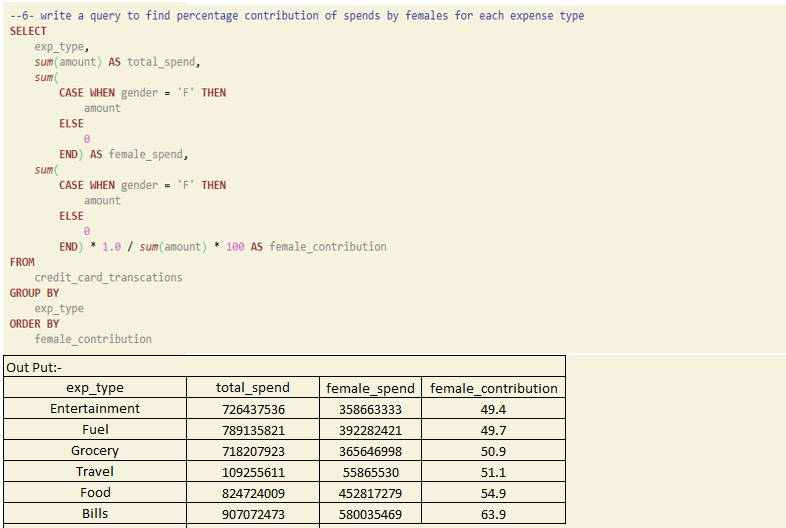 --6- write a query to find percentage contribution of spends by females for each expense type
SELECT
exp_type,
sum(amount) AS total_spend,
sum(
CASE WHEN gender = 'F' THEN
amount
ELSE
0
END) AS female_spend,
sum(
CASE WHEN gender = 'F' THEN
amount
ELSE
0
END) * 1.0 / sum(amount) * 100 AS female_contribution
FROM
credit_card_transcations
GROUP BY
exp_type
ORDER BY
female_contribution
Out Put:-
exp_type total_spend female_spend female_contribution
Entertainment 726437536 358663333 49.4
Fuel 789135821 392282421 49.7
Grocery 718207923 365646998 50.9
Travel 109255611 55865530 51.1
Food 824724009 452817279 54.9
Bills 907072473 580035469 63.9